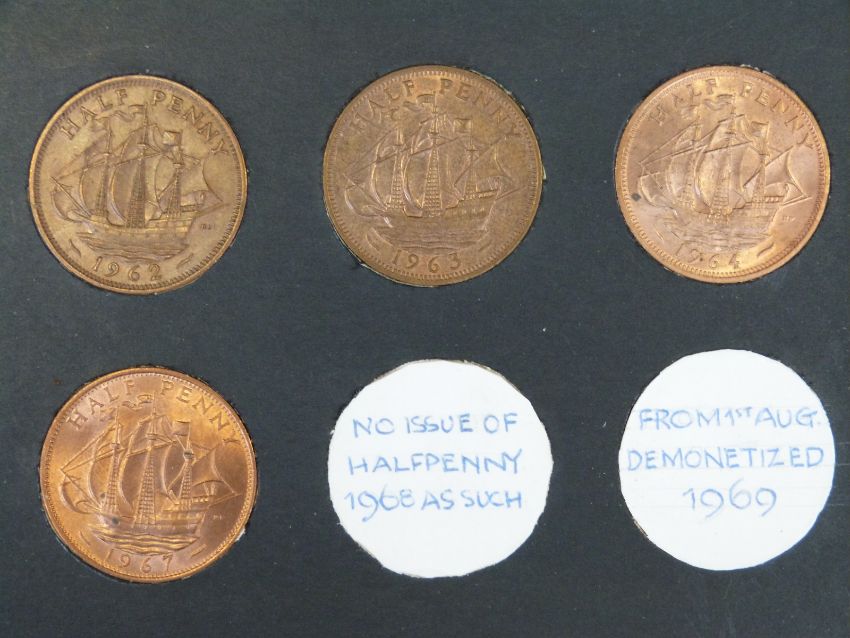 HALF PENNY
1962
HALF PENNY
1963
HALF PENNY
1964
HALF PENNY
1967
NO ISSUE OF
HALFPENNY
1968 AS SUCH
FROM 1ST AUG.
DEMONETIZED
1969